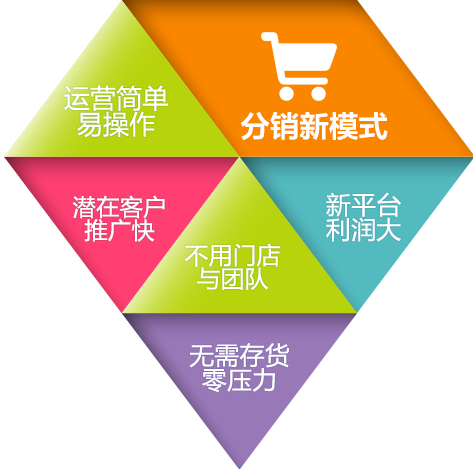 运营简单
易操作
分销新模式
潜在客户
推广快
新平台
利润大
不用门店
与团队
无需存货
零压力